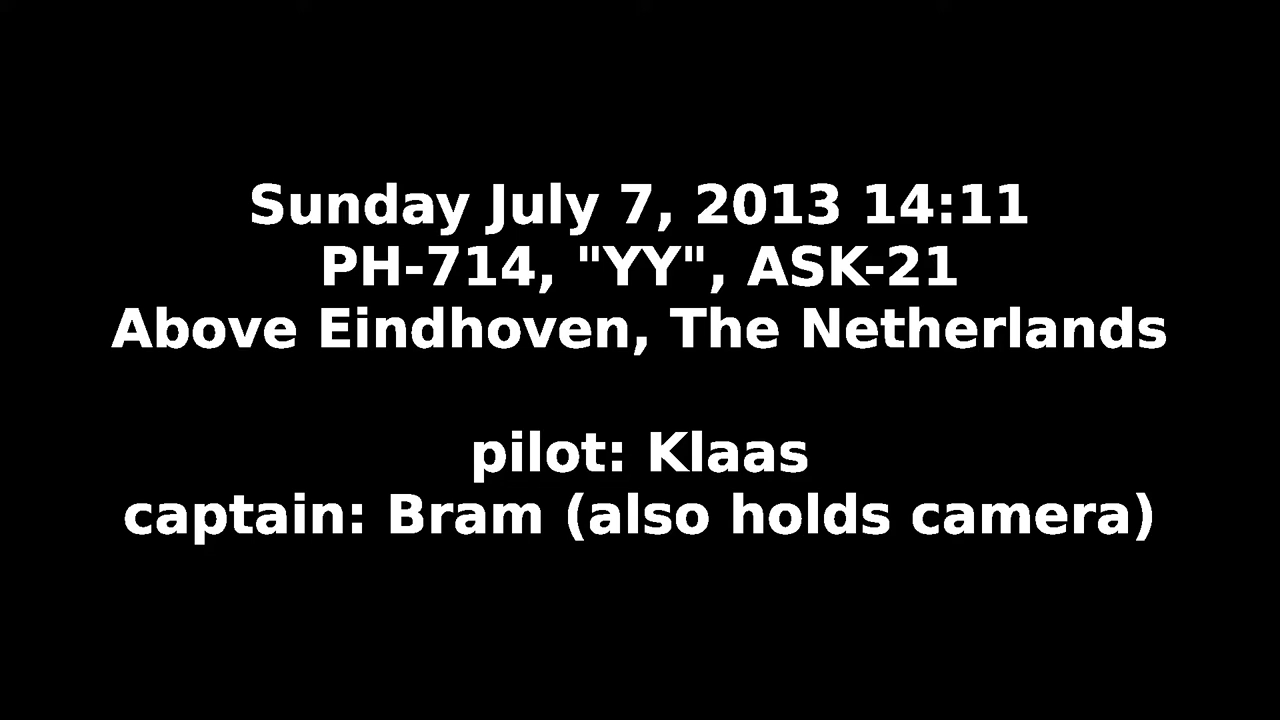 Sunday July 7, 2013 14:11
PH-714, "YY", ASK-21
Above Eindhoven, The Netherlands
pilot: Klaas
captain: Bram (also holds camera)